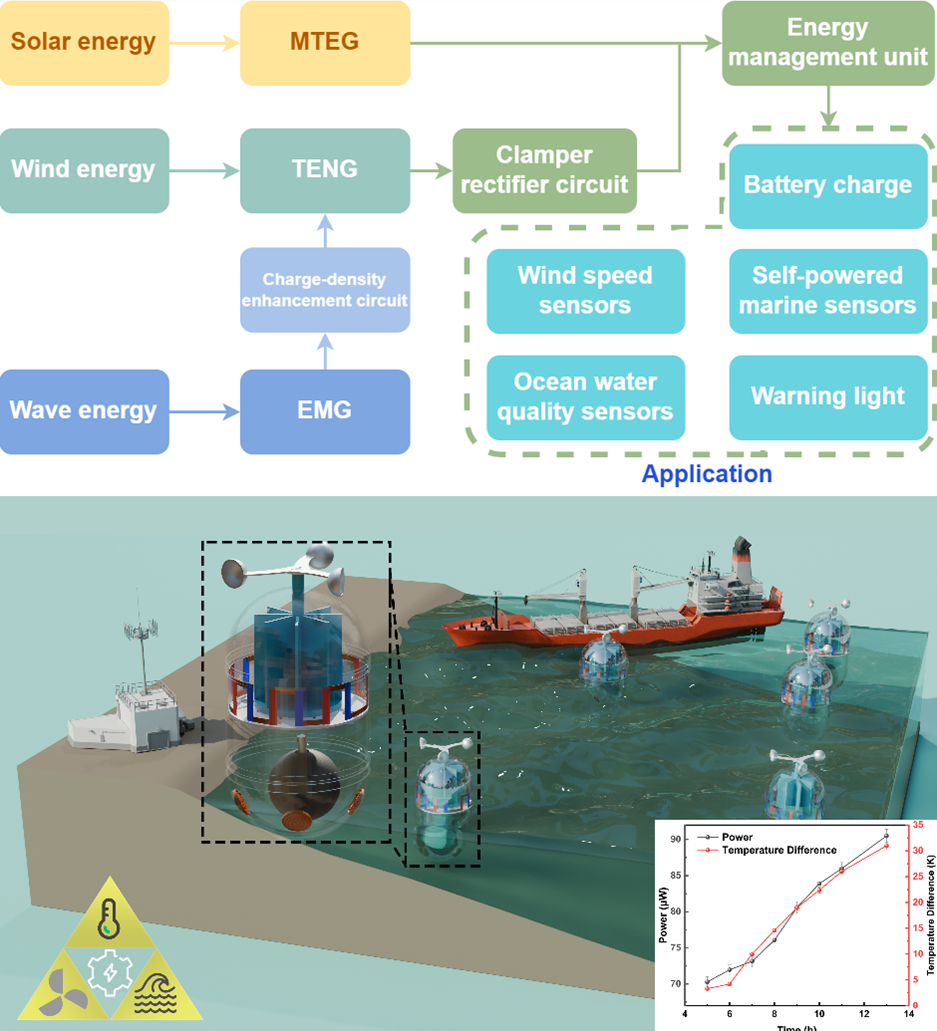 Solar energy
MTEG
Energy
management unit
Wind energy
TENG
Clamper
rectifier circuit
Battery charge
Charge-density
enhancement circuit
Wind speed
sensors
Self-powered
marine sensors
Wave energy
EMG
Ocean water
quality sensors
Warning light
Application
Power
Temperature Difference
Power (μW)
90
85
80
75
70
35
30
25
20
15
10
5
0
Temperature Difference (K)
4
6
8
10
12
14
Time (h)